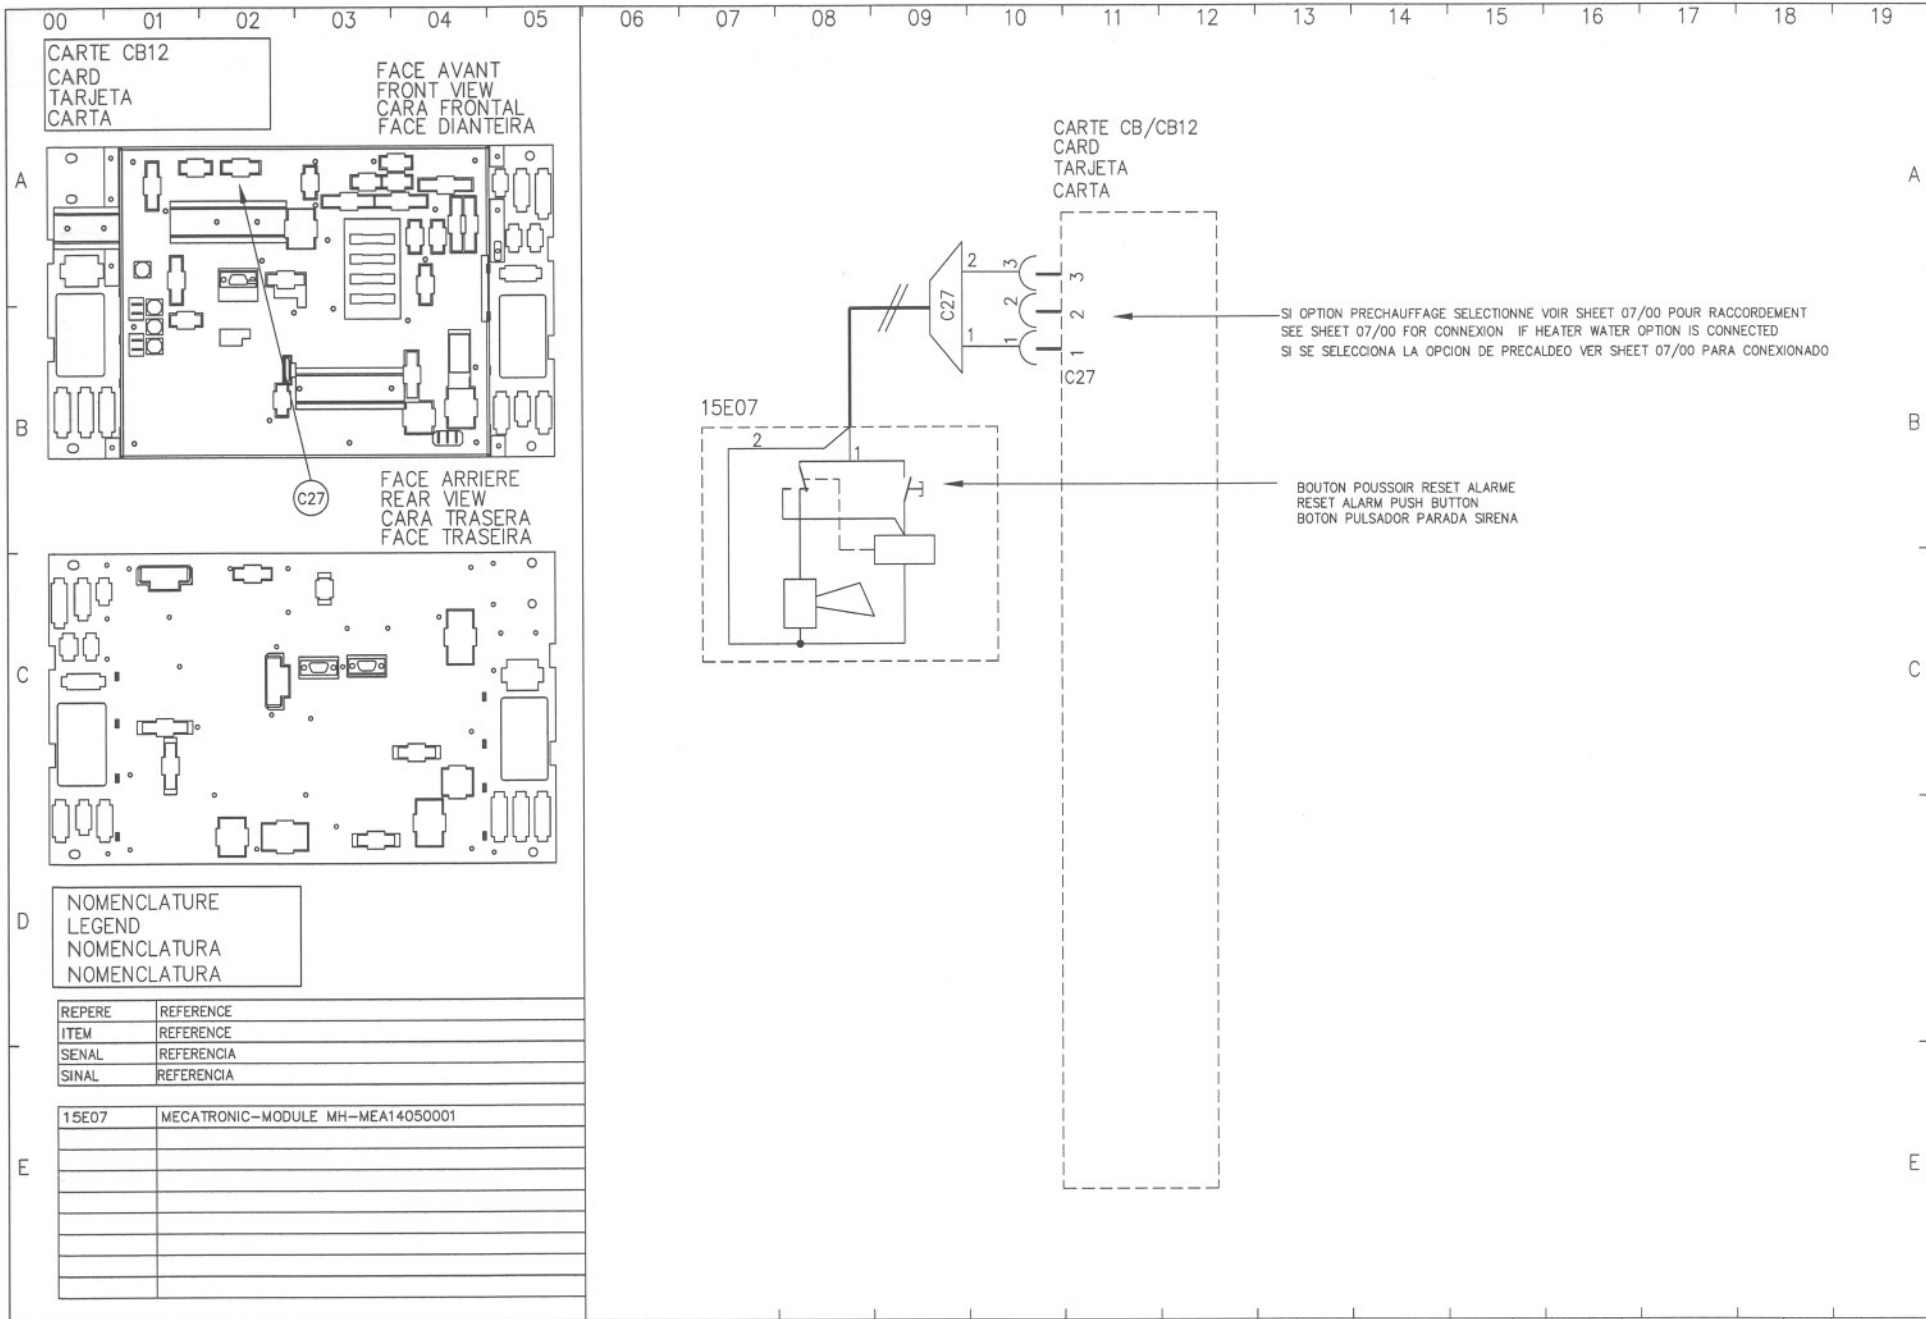 00 01 02 03 04 05 06 07 08 09 10 11 12 13 14 15 16 17 18 19
CARTE CB12
CARD
TARJETA
CARTA
FACE AVANT
FRONT VIEW
CARA FRONTAL
FACE DIANTEIRA
A
B
C27
FACE ARRIERE
REAR VIEW
CARA TRASERA
FACE TRASEIRA
C
D
NOMENCLATURE
LEGEND
NOMENCLATURA
NOMENCLATURA
REPERE REFERENCE
ITEM REFERENCE
SENAL REFERENCIA
SINAL REFERENCIA
15E07 MECATRONIC-MODULE MH-MEA14050001
E
CARTE CB/CB12
CARD
TARJETA
CARTA
C27
2 3 3
2 2
1 1 1
C27
SI OPTION PRECHAUFFAGE SELECTIONNE VOIR SHEET 07/00 POUR RACCORDEMENT
SEE SHEET 07/00 FOR CONNEXION IF HEATER WATER OPTION IS CONNECTED
SI SE SELECCIONA LA OPCION DE PRECALDEO VER SHEET 07/00 PARA CONEXIONADO
15E07
2
1
BOUTON POUSSOIR RESET ALARME
RESET ALARM PUSH BUTTON
BOTON PULSADOR PARADA SIRENA
A
B
C
E